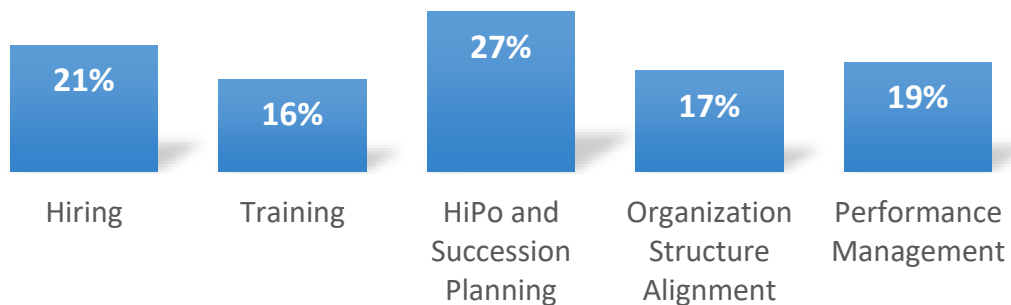 21%
16%
27%
17%
19%
Hiring
Training
HiPo and
Succession
Planning
Organization
Structure
Alignment
Performance
Management